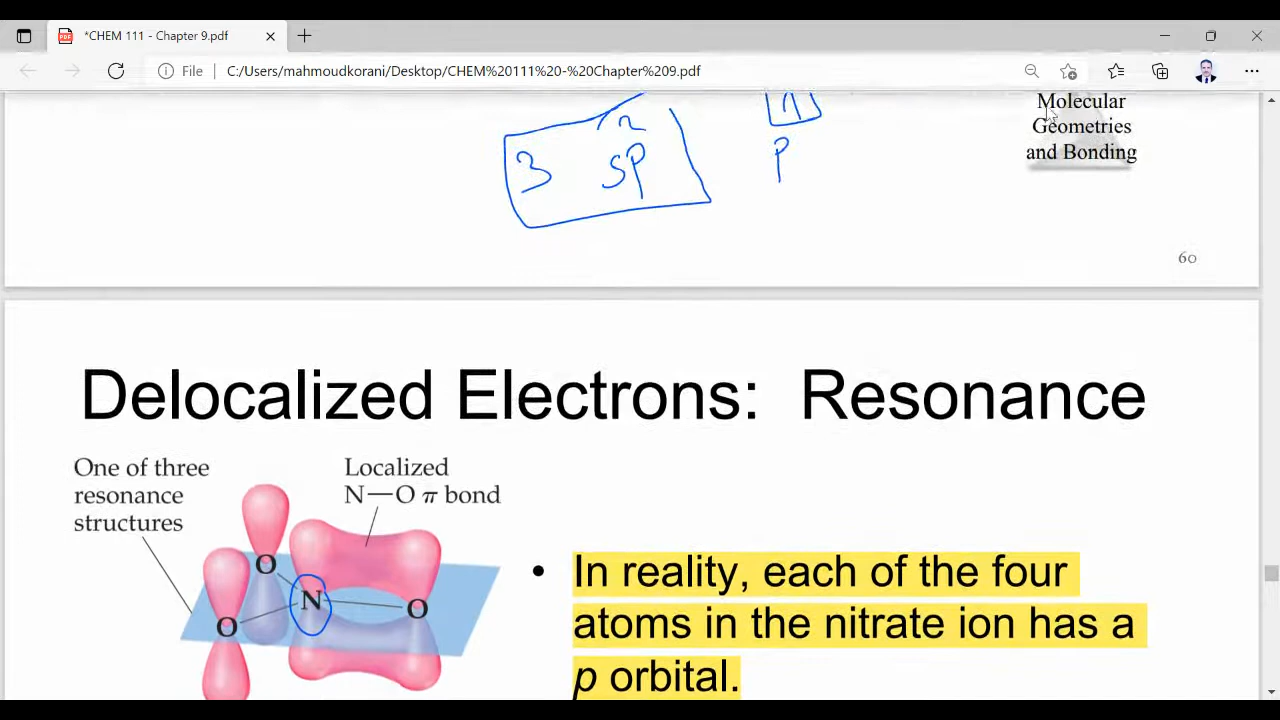 *CHEM 111 - Chapter 9.pdf
File
C:/Users/mahmoudkorani/Desktop/CHEM%20111%20-%20Chapter%209.pdf
Molecular
Geometries
and Bonding
3 sp2
p
60
Delocalized Electrons: Resonance
One of three
resonance
structures
Localized
N—O π bond
O
N
O
O
• In reality, each of the four
atoms in the nitrate ion has a
p orbital.